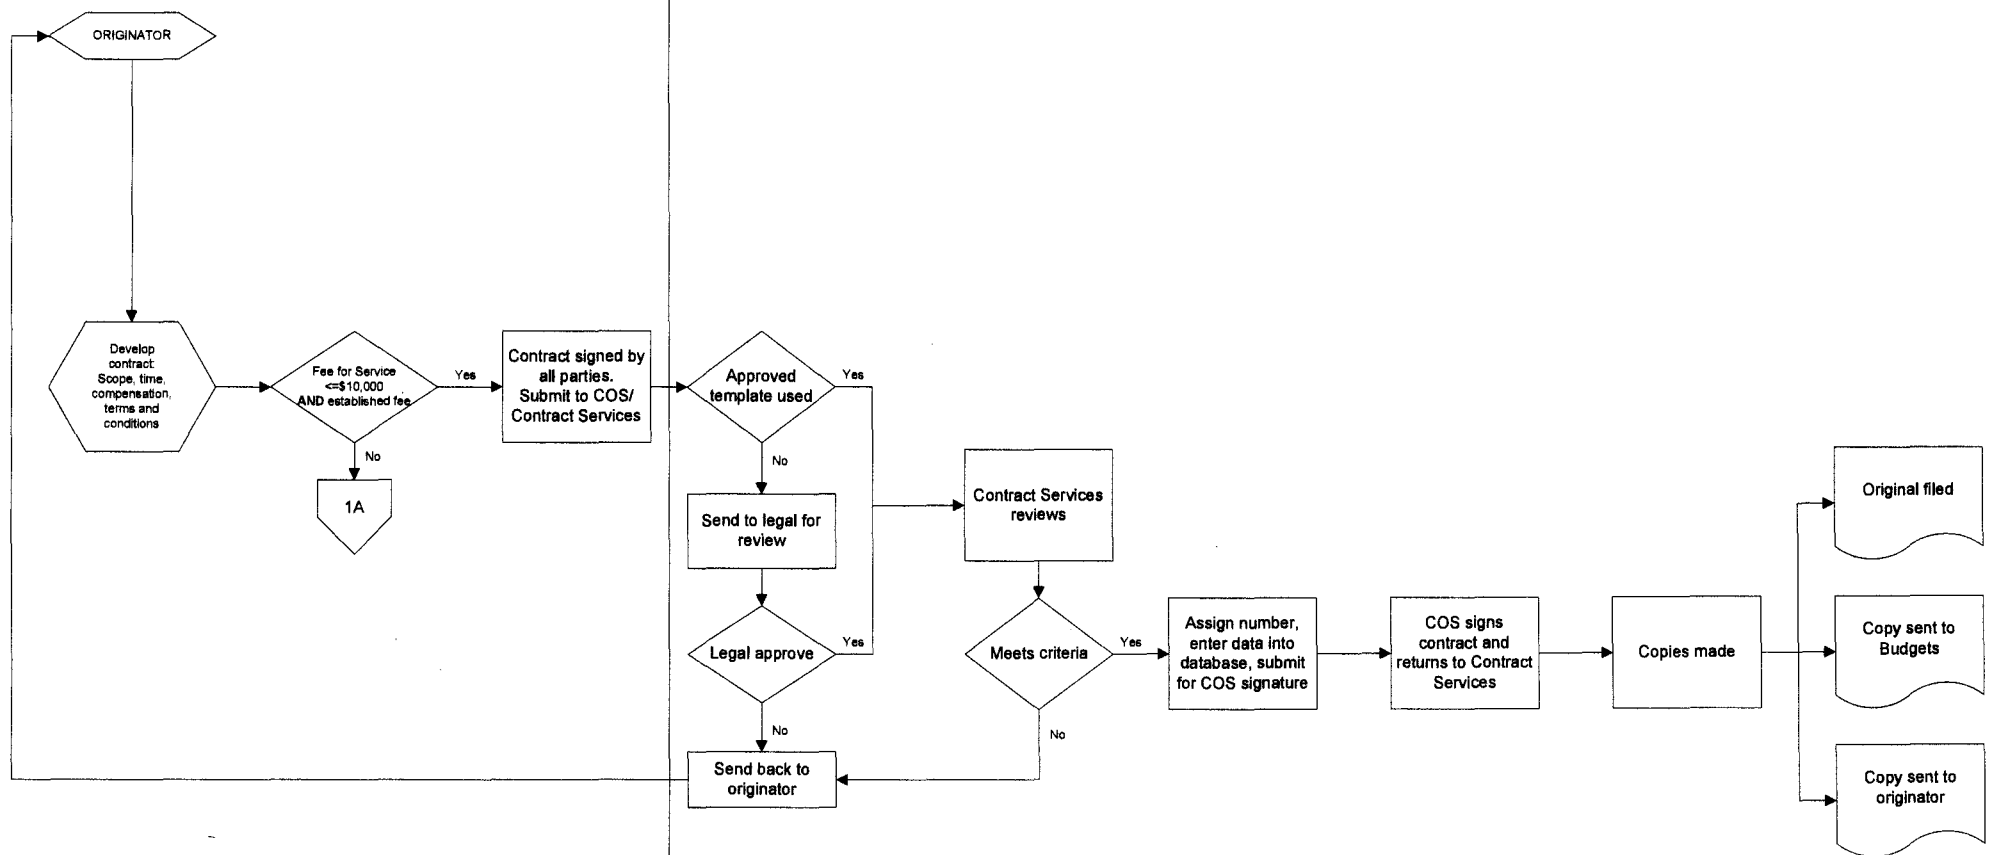 ORIGINATOR
Develop
contract:
Scope, time,
compensation,
terms and
conditions
Fee for Service
<=$10,000
AND established fee
Yes
No
1A
Contract signed by
all parties.
Submit to COS/
Contract Services
Approved
template used
Yes
No
Send to legal for
review
Legal approve
Yes
No
Send back to
originator
Contract Services
reviews
Meets criteria
Yes
No
Assign number,
enter data into
database, submit
for COS signature
COS signs
contract and
returns to Contract
Services
Copies made
Original filed
Copy sent to
Budgets
Copy sent to
originator